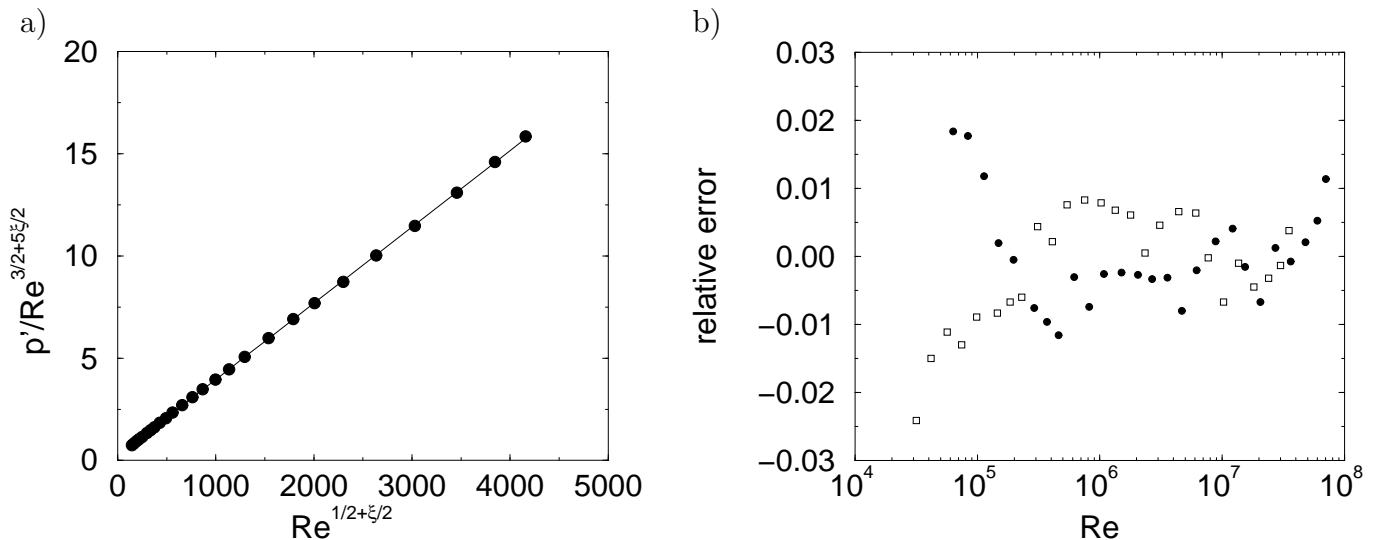 a)
20
15
10
5
0
p'/Re^{3/2+5ξ/2}
0 1000 2000 3000 4000 5000
Re^{1/2+ξ/2}
b)
0.03
0.02
0.01
0.00
−0.01
−0.02
−0.03
relative error
10^4 10^5 10^6 10^7 10^8
Re